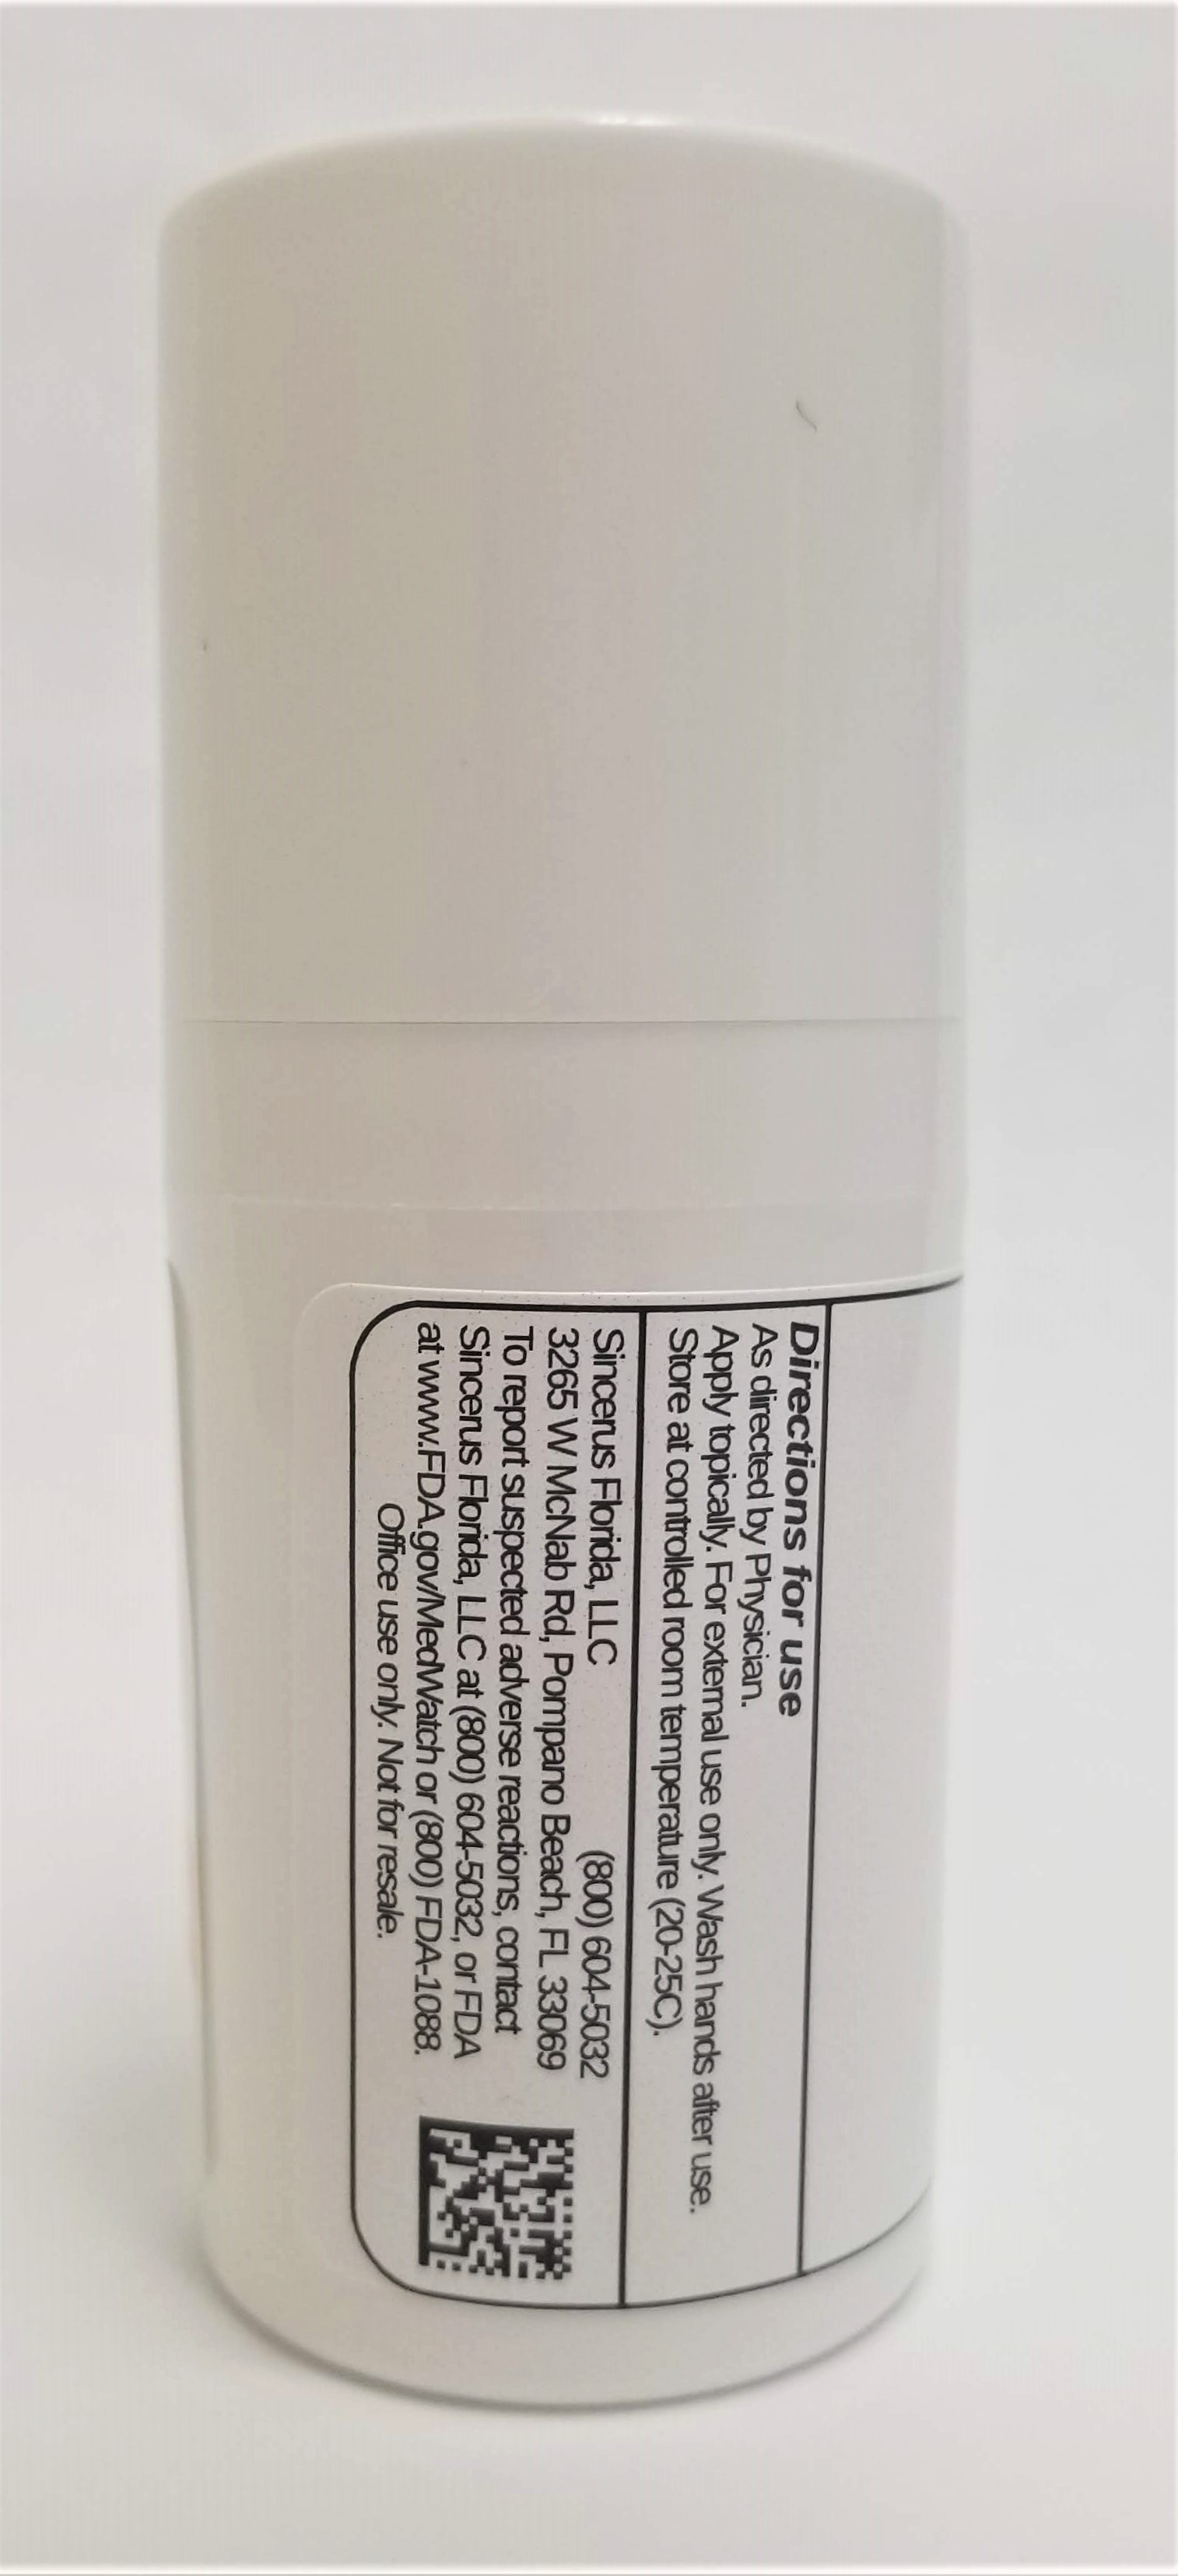 Directions for use
As directed by Physician.
Apply topically. For external use only. Wash hands after use.
Store at controlled room temperature (20-25C).
Sincerus Florida, LLC (800) 604-5032
3265 W McNab Rd, Pompano Beach, FL 33069
To report suspected adverse reactions, contact
Sincerus Florida, LLC at (800) 604-5032, or FDA
at www.FDA.gov/MedWatch or (800) FDA-1088.
Office use only. Not for resale.